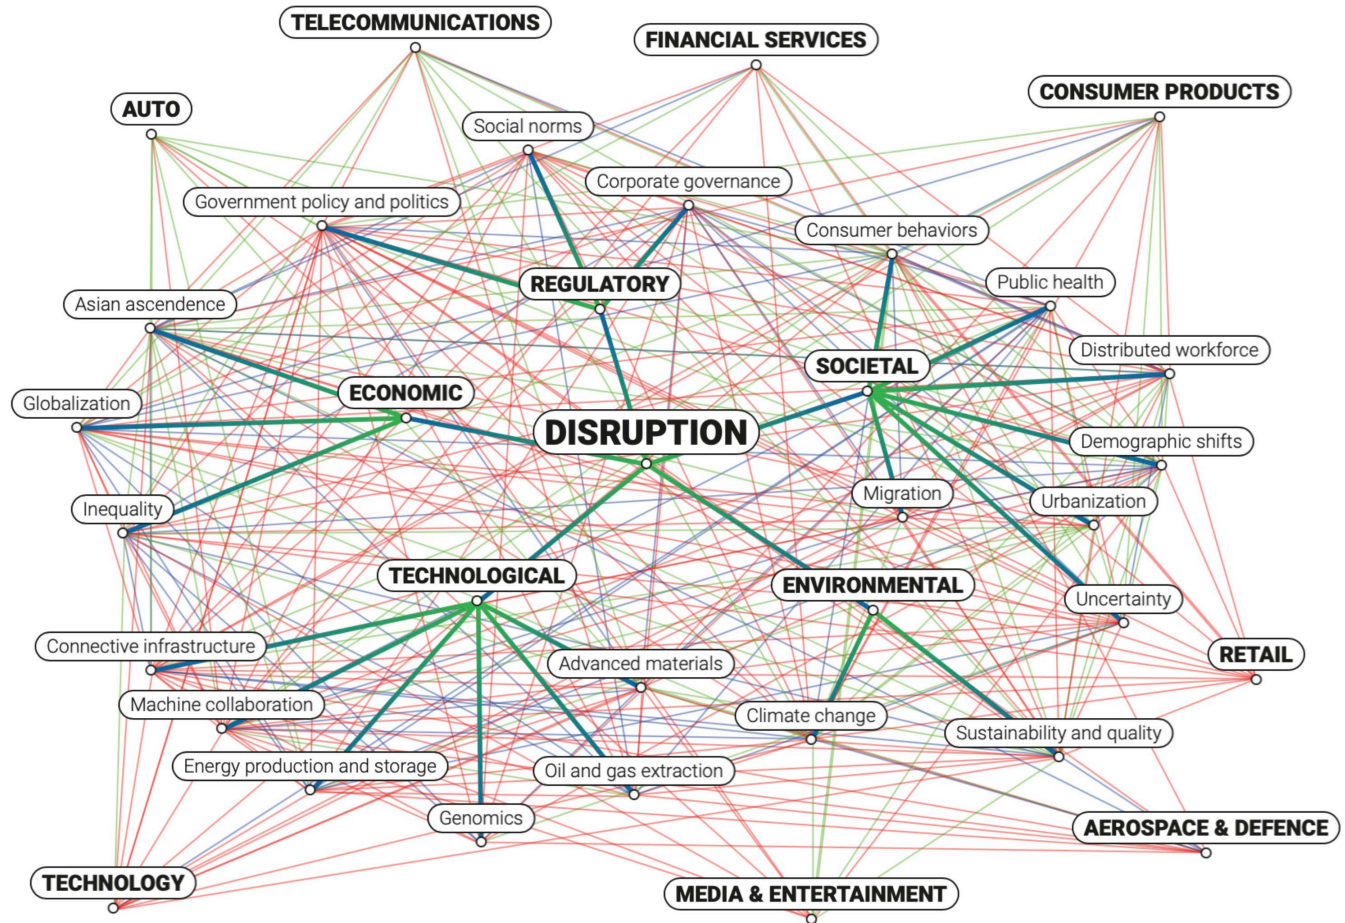 TELECOMMUNICATIONS
FINANCIAL SERVICES
CONSUMER PRODUCTS
AUTO
Social norms
Corporate governance
Government policy and politics
Consumer behaviors
REGULATORY
Public health
Asian ascendence
Distributed workforce
SOCIETAL
ECONOMIC
Globalization
DISRUPTION
Demographic shifts
Migration
Urbanization
Inequality
TECHNOLOGICAL
ENVIRONMENTAL
Uncertainty
Connective infrastructure
RETAIL
Advanced materials
Machine collaboration
Climate change
Sustainability and quality
Energy production and storage
Oil and gas extraction
Genomics
AEROSPACE & DEFENCE
TECHNOLOGY
MEDIA & ENTERTAINMENT